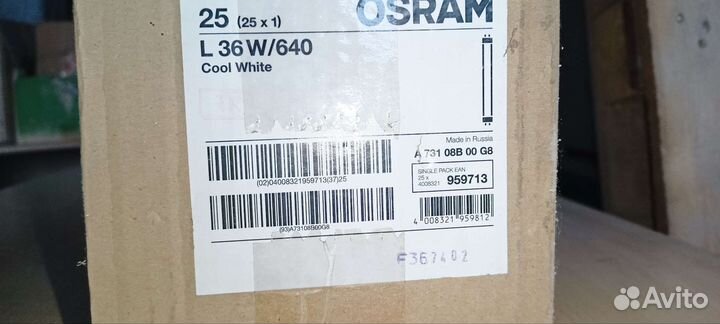 25 (25 x 1)
OSRAM
L 36 W/640
Cool White
Made in Russia
A 731 08B 00 G8
SINGLE PACK EAN
25 x
4008321 959713
(02)04008321959713(37)25
4 008321 959812
(93)A73108B00G8
F367402
Avito